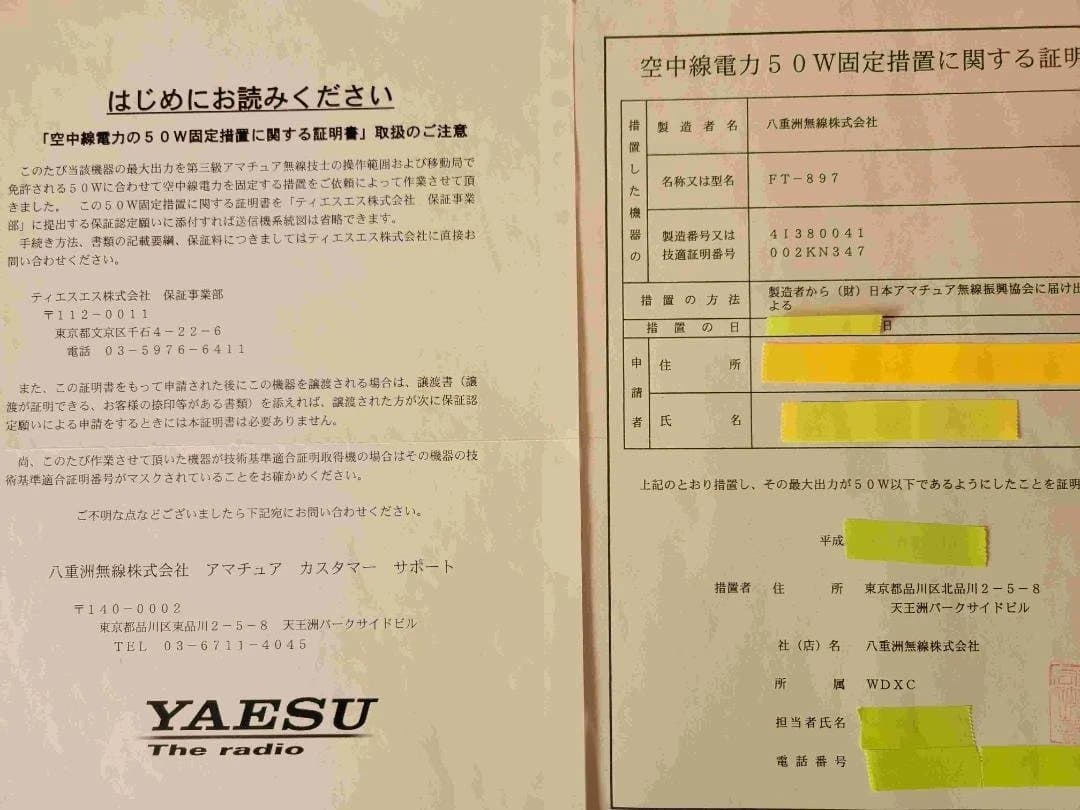 はじめにお読みください
「空中線電力の５０Ｗ固定措置に関する証明書」取扱のご注意
このたび当該機器の最大出力を第三級アマチュア無線技士の操作範囲および移動局で
免許される５０Ｗに合わせて空中線電力を固定する措置をご依頼によって作業させて頂
きました。 この５０Ｗ固定措置に関する証明書を「ティエスエス株式会社 保証事業
部」に提出する保証認定願いに添付すれば送信機系統図は省略できます。
手続き方法、書類の記載要綱、保証料につきましてはティエスエス株式会社に直接お
問い合わせください。
ティエスエス株式会社 保証事業部
〒１１２－００１１
東京都文京区千石４－２２－６
電話 ０３－５９７６－６４１１
また、この証明書をもって申請された後にこの機器を譲渡される場合は、譲渡書（譲
渡が証明できる、お客様の捺印等がある書類）を添えれば、譲渡された方が次に保証認
定願いによる申請をするときには本証明書は必要ありません。
尚、このたび作業させて頂いた機器が技術基準適合証明取得機の場合はその機器の技
術基準適合証明番号がマスクされていることをお確かめください。
ご不明な点などございましたら下記宛にお問い合わせください。
八重洲無線株式会社 アマチュア カスタマー サポート
〒１４０－０００２
東京都品川区東品川２－５－８ 天王洲パークサイドビル
ＴＥＬ ０３－６７１１－４０４５
YAESU
The radio
空中線電力５０Ｗ固定措置に関する証明
措置した機器の
製造者名 八重洲無線株式会社
名称又は型名 ＦＴ－８９７
製造番号又は ４Ｉ３８００４１
技適証明番号 ００２ＫＮ３４７
措置の方法 製造者から（財）日本アマチュア無線振興協会に届け出
よる
措置の日 日
申請者
住所
氏名
上記のとおり措置し、その最大出力が５０Ｗ以下であるようにしたことを証明
平成
措置者 住所 東京都品川区北品川２－５－８
天王洲パークサイドビル
社（店）名 八重洲無線株式会社
所属 ＷＤＸＣ
担当者氏名
電話番号